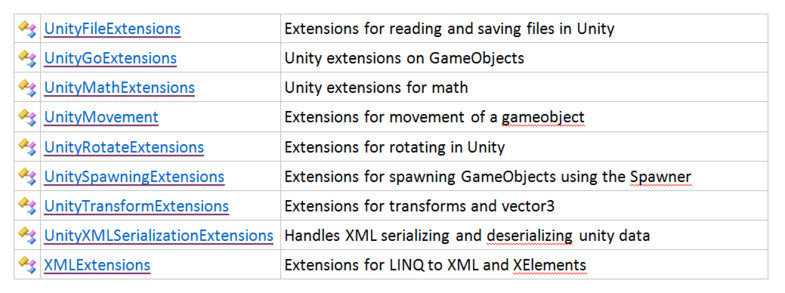 UnityFileExtensions Extensions for reading and saving files in Unity
UnityGoExtensions Unity extensions on GameObjects
UnityMathExtensions Unity extensions for math
UnityMovement Extensions for movement of a gameobject
UnityRotateExtensions Extensions for rotating in Unity
UnitySpawningExtensions Extensions for spawning GameObjects using the Spawner
UnityTransformExtensions Extensions for transforms and vector3
UnityXMLSerializationExtensions Handles XML serializing and deserializing unity data
XMLExtensions Extensions for LINQ to XML and XElements